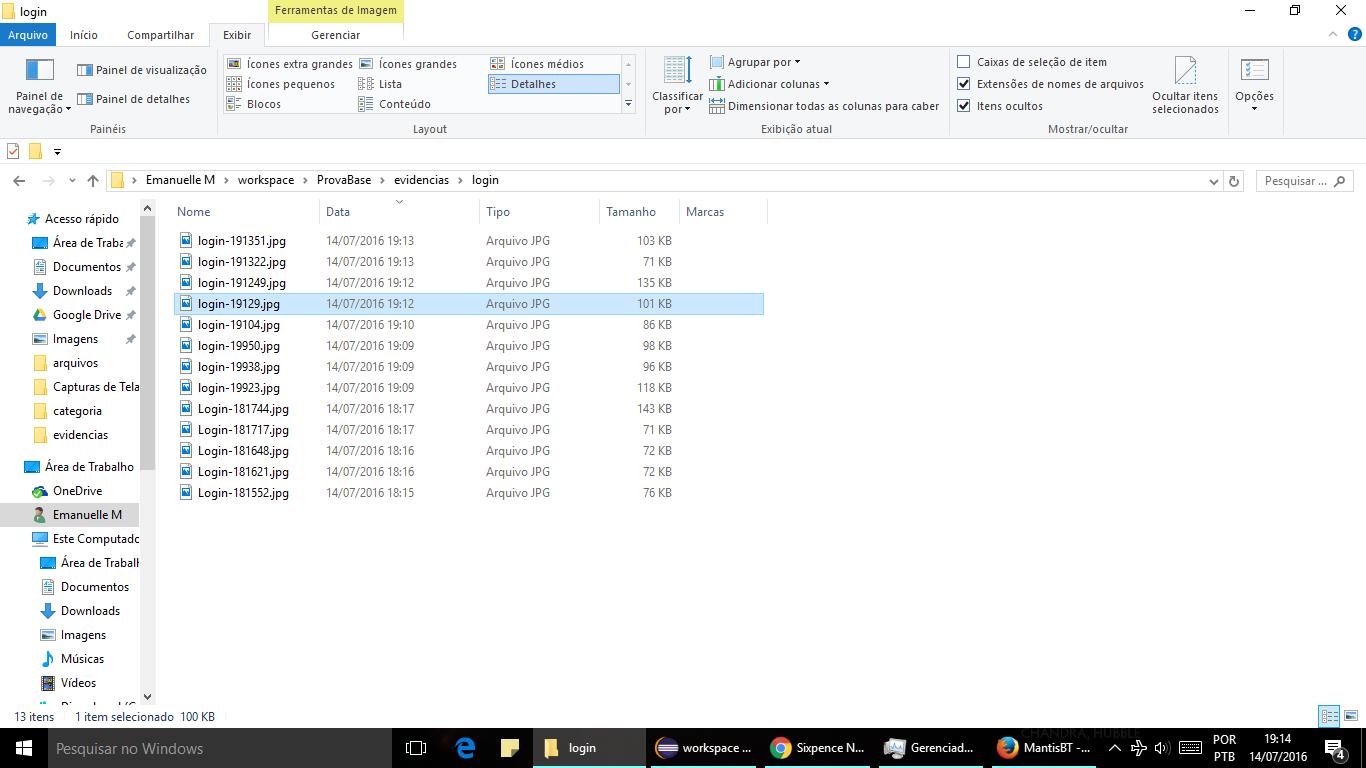 login
Ferramentas de Imagem
Arquivo Início Compartilhar Exibir Gerenciar
Painel de navegação
Painel de visualização
Painel de detalhes
Painéis
Ícones extra grandes Ícones grandes Ícones médios
Ícones pequenos Lista Detalhes
Blocos Conteúdo
Layout
Classificar por
Agrupar por
Adicionar colunas
Dimensionar todas as colunas para caber
Exibição atual
Caixas de seleção de item
Extensões de nomes de arquivos
Itens ocultos
Ocultar itens selecionados
Mostrar/ocultar
Opções
Emanuelle M workspace ProvaBase evidencias login
Pesquisar ...
Acesso rápido
Área de Traba
Documentos
Downloads
Google Drive
Imagens
arquivos
Capturas de Tela
categoria
evidencias
Área de Trabalho
OneDrive
Emanuelle M
Este Computado
Área de Trabalh
Documentos
Downloads
Imagens
Músicas
Vídeos
Nome Data Tipo Tamanho Marcas
login-191351.jpg 14/07/2016 19:13 Arquivo JPG 103 KB
login-191322.jpg 14/07/2016 19:13 Arquivo JPG 71 KB
login-191249.jpg 14/07/2016 19:12 Arquivo JPG 135 KB
login-19129.jpg 14/07/2016 19:12 Arquivo JPG 101 KB
login-19104.jpg 14/07/2016 19:10 Arquivo JPG 86 KB
login-19950.jpg 14/07/2016 19:09 Arquivo JPG 98 KB
login-19938.jpg 14/07/2016 19:09 Arquivo JPG 96 KB
login-19923.jpg 14/07/2016 19:09 Arquivo JPG 118 KB
Login-181744.jpg 14/07/2016 18:17 Arquivo JPG 143 KB
Login-181717.jpg 14/07/2016 18:17 Arquivo JPG 71 KB
Login-181648.jpg 14/07/2016 18:16 Arquivo JPG 72 KB
Login-181621.jpg 14/07/2016 18:16 Arquivo JPG 72 KB
Login-181552.jpg 14/07/2016 18:15 Arquivo JPG 76 KB
13 itens 1 item selecionado 100 KB
Pesquisar no Windows
login
workspace ...
Sixpence N...
Gerenciad...
MantisBT -...
CHANDRA, HUBBLE
POR
PTB
19:14
14/07/2016
4